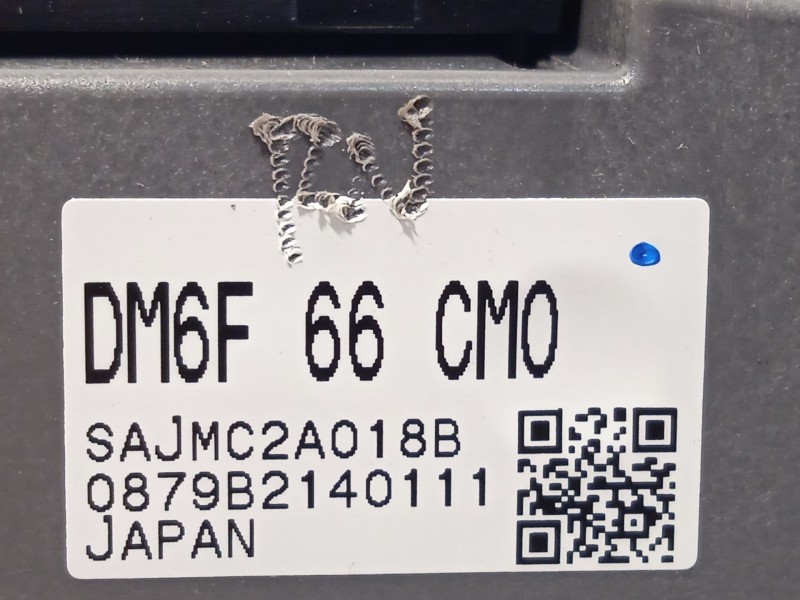 DM6F 66 CM0
SAJMC2A018B
0879B2140111
JAPAN